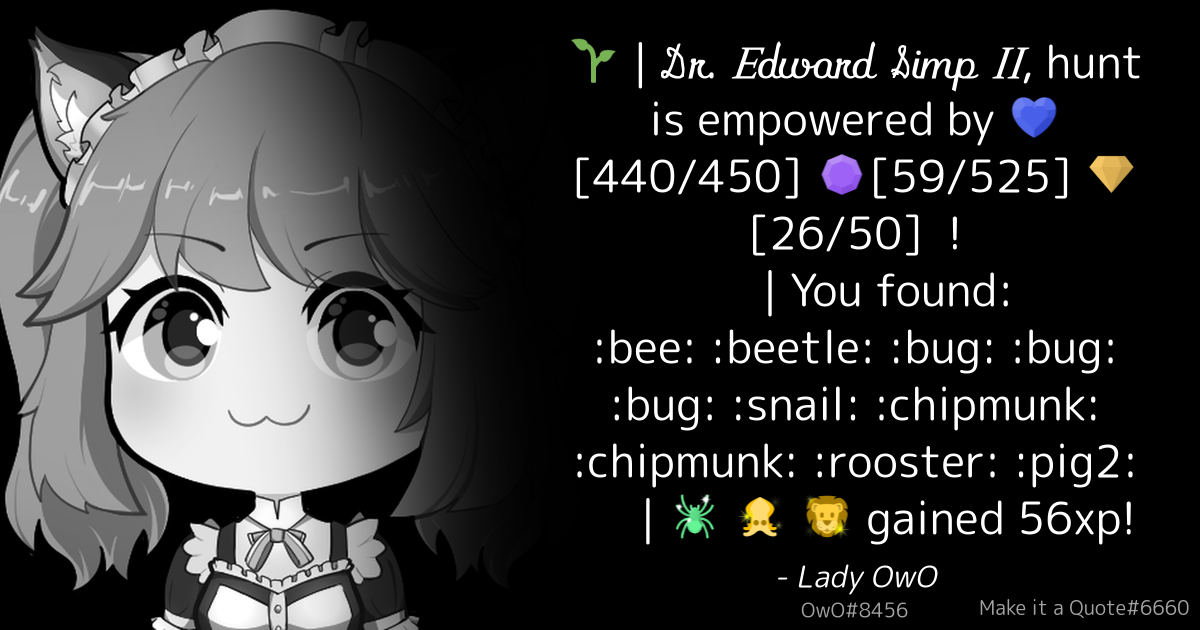 🌱 | 𝓓𝓻. 𝓔𝓭𝔀𝓪𝓻𝓭 𝓢𝓲𝓶𝓹 𝓘𝓘, hunt
is empowered by 💙
[440/450] 🟣[59/525] 🔶
[26/50] !
| You found:
:bee: :beetle: :bug: :bug:
:bug: :snail: :chipmunk:
:chipmunk: :rooster: :pig2:
| 🕷️ 🦑 🦁 gained 56xp!
- Lady OwO
OwO#8456
Make it a Quote#6660